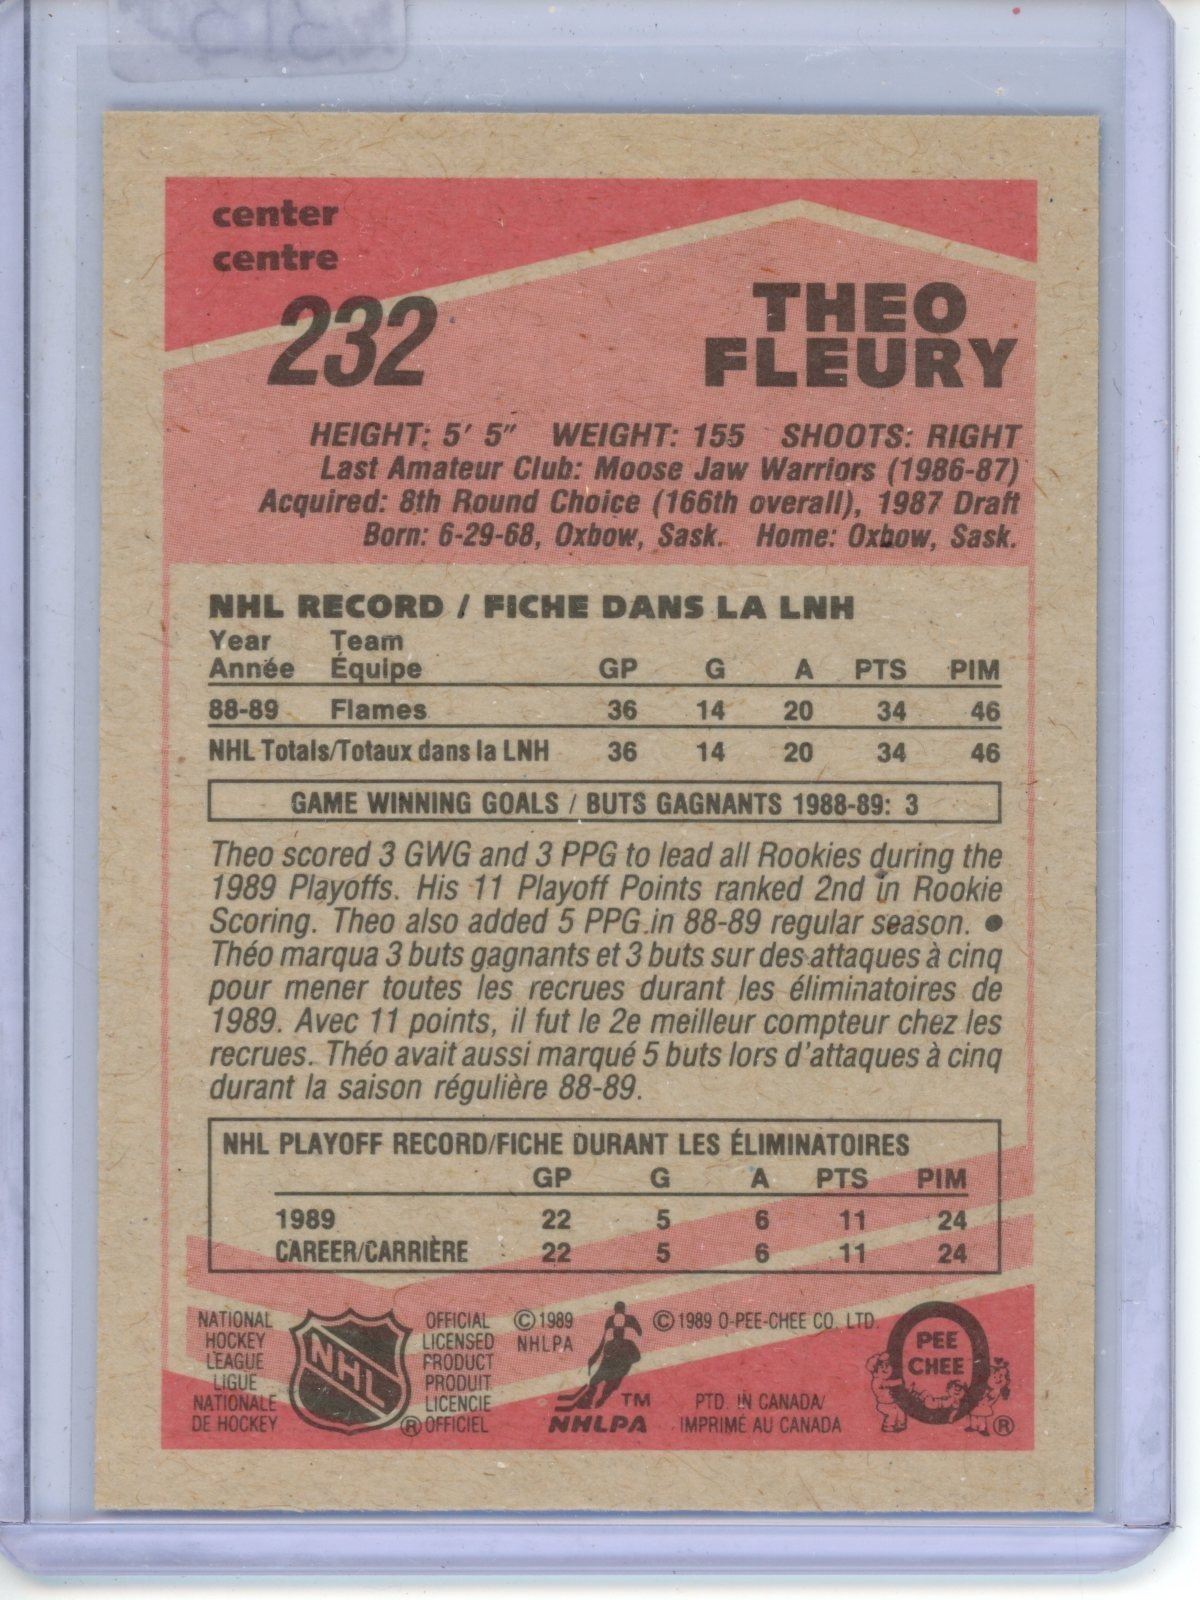 center
centre
232
THEO
FLEURY
HEIGHT: 5' 5" WEIGHT: 155 SHOOTS: RIGHT
Last Amateur Club: Moose Jaw Warriors (1986-87)
Acquired: 8th Round Choice (166th overall), 1987 Draft
Born: 6-29-68, Oxbow, Sask. Home: Oxbow, Sask.
NHL RECORD / FICHE DANS LA LNH
Year Team
Année Équipe GP G A PTS PIM
88-89 Flames 36 14 20 34 46
NHL Totals/Totaux dans la LNH 36 14 20 34 46
GAME WINNING GOALS / BUTS GAGNANTS 1988-89: 3
Theo scored 3 GWG and 3 PPG to lead all Rookies during the
1989 Playoffs. His 11 Playoff Points ranked 2nd in Rookie
Scoring. Theo also added 5 PPG in 88-89 regular season. ●
Théo marqua 3 buts gagnants et 3 buts sur des attaques à cinq
pour mener toutes les recrues durant les éliminatoires de
1989. Avec 11 points, il fut le 2e meilleur compteur chez les
recrues. Théo avait aussi marqué 5 buts lors d'attaques à cinq
durant la saison régulière 88-89.
NHL PLAYOFF RECORD/FICHE DURANT LES ÉLIMINATOIRES
GP G A PTS PIM
1989 22 5 6 11 24
CAREER/CARRIÈRE 22 5 6 11 24
NATIONAL
HOCKEY
LEAGUE
LIGUE
NATIONALE
DE HOCKEY
NHL
®
OFFICIAL
LICENSED
PRODUCT
PRODUIT
LICENCIE
OFFICIEL
© 1989
NHLPA
TM
NHLPA
© 1989 O-PEE-CHEE CO. LTD.
PTD. IN CANADA/
IMPRIMÉ AU CANADA
O
PEE
CHEE
®